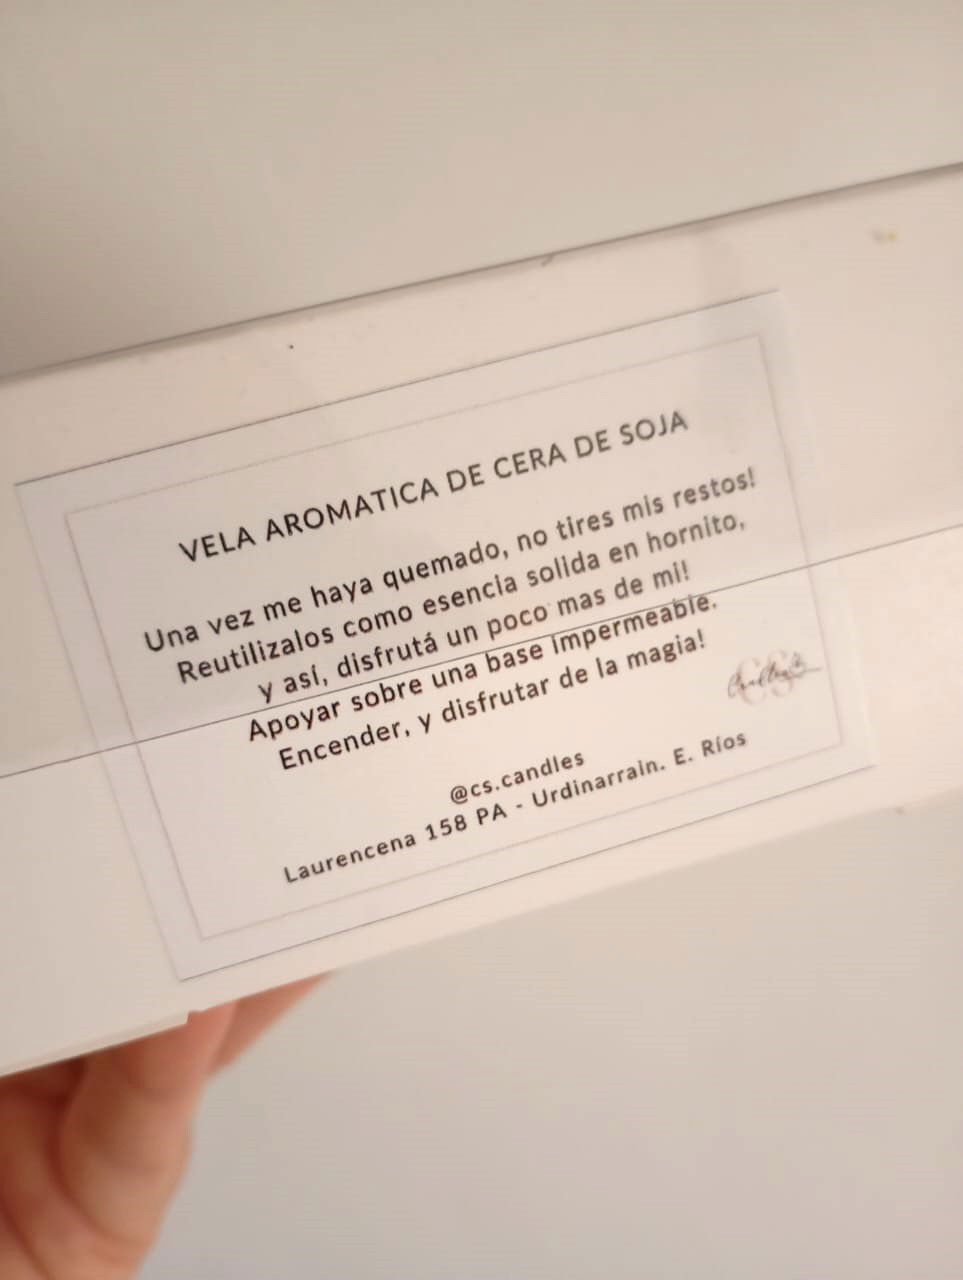 VELA AROMATICA DE CERA DE SOJA
Una vez me haya quemado, no tires mis restos!
Reutilizalos como esencia solida en hornito,
y así, disfrutá un poco mas de mi!
Apoyar sobre una base impermeable.
Encender, y disfrutar de la magia!
@cs.candles
Laurencena 158 PA - Urdinarrain. E. Ríos